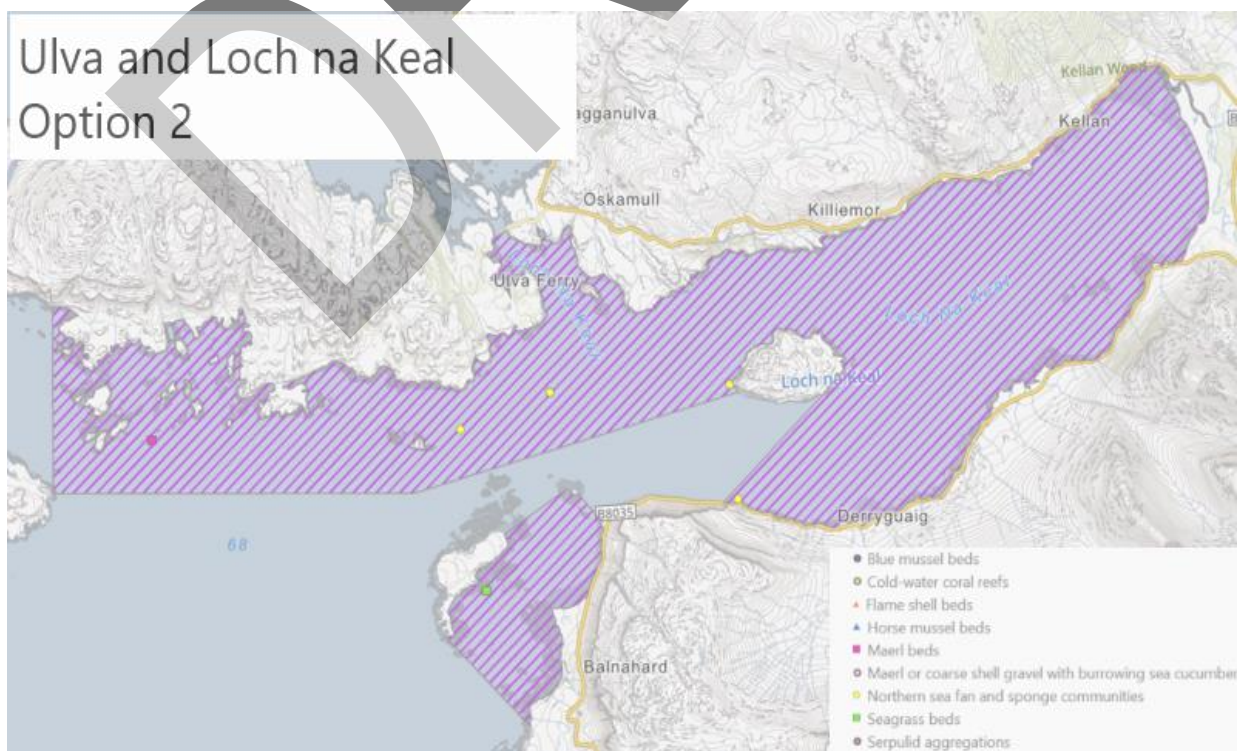 Ulva and Loch na Keal
Option 2
agganulva
Kellan Wood
Kellan
B
Oskamull
Killiemor
Ulva Ferry
Loch na Keal
Loch na Keal
B8035
Derryguaig
68
Balnahard
Blue mussel beds
Cold-water coral reefs
Flame shell beds
Horse mussel beds
Maerl beds
Maerl or coarse shell gravel with burrowing sea cucumber
Northern sea fan and sponge communities
Seagrass beds
Serpulid aggregations